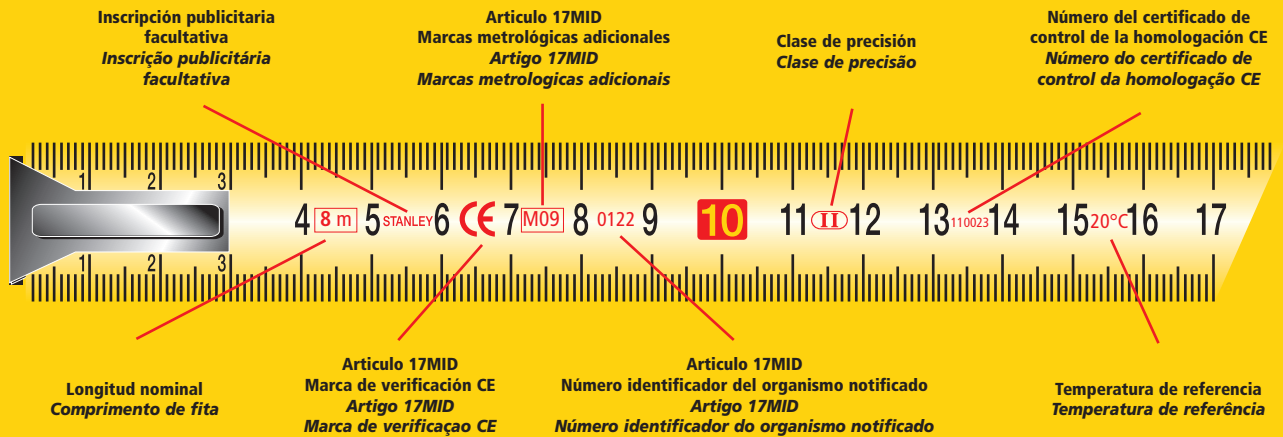 Inscripción publicitaria
facultativa
Inscrição publicitária
facultativa
Articulo 17MID
Marcas metrológicas adicionales
Artigo 17MID
Marcas metrologicas adicionais
Clase de precisión
Clase de precisão
Número del certificado de
control de la homologación CE
Número do certificado de
control da homologação CE
1 2 3
4 8 m 5 STANLEY 6 CE 7 M09 8 0122 9 10 11 II 12 13 110023 14 15 20°C 16 17
1 2 3
Longitud nominal
Comprimento de fita
Articulo 17MID
Marca de verificación CE
Artigo 17MID
Marca de verificaçao CE
Articulo 17MID
Número identificador del organismo notificado
Artigo 17MID
Número identificador do organismo notificado
Temperatura de referencia
Temperatura de referência